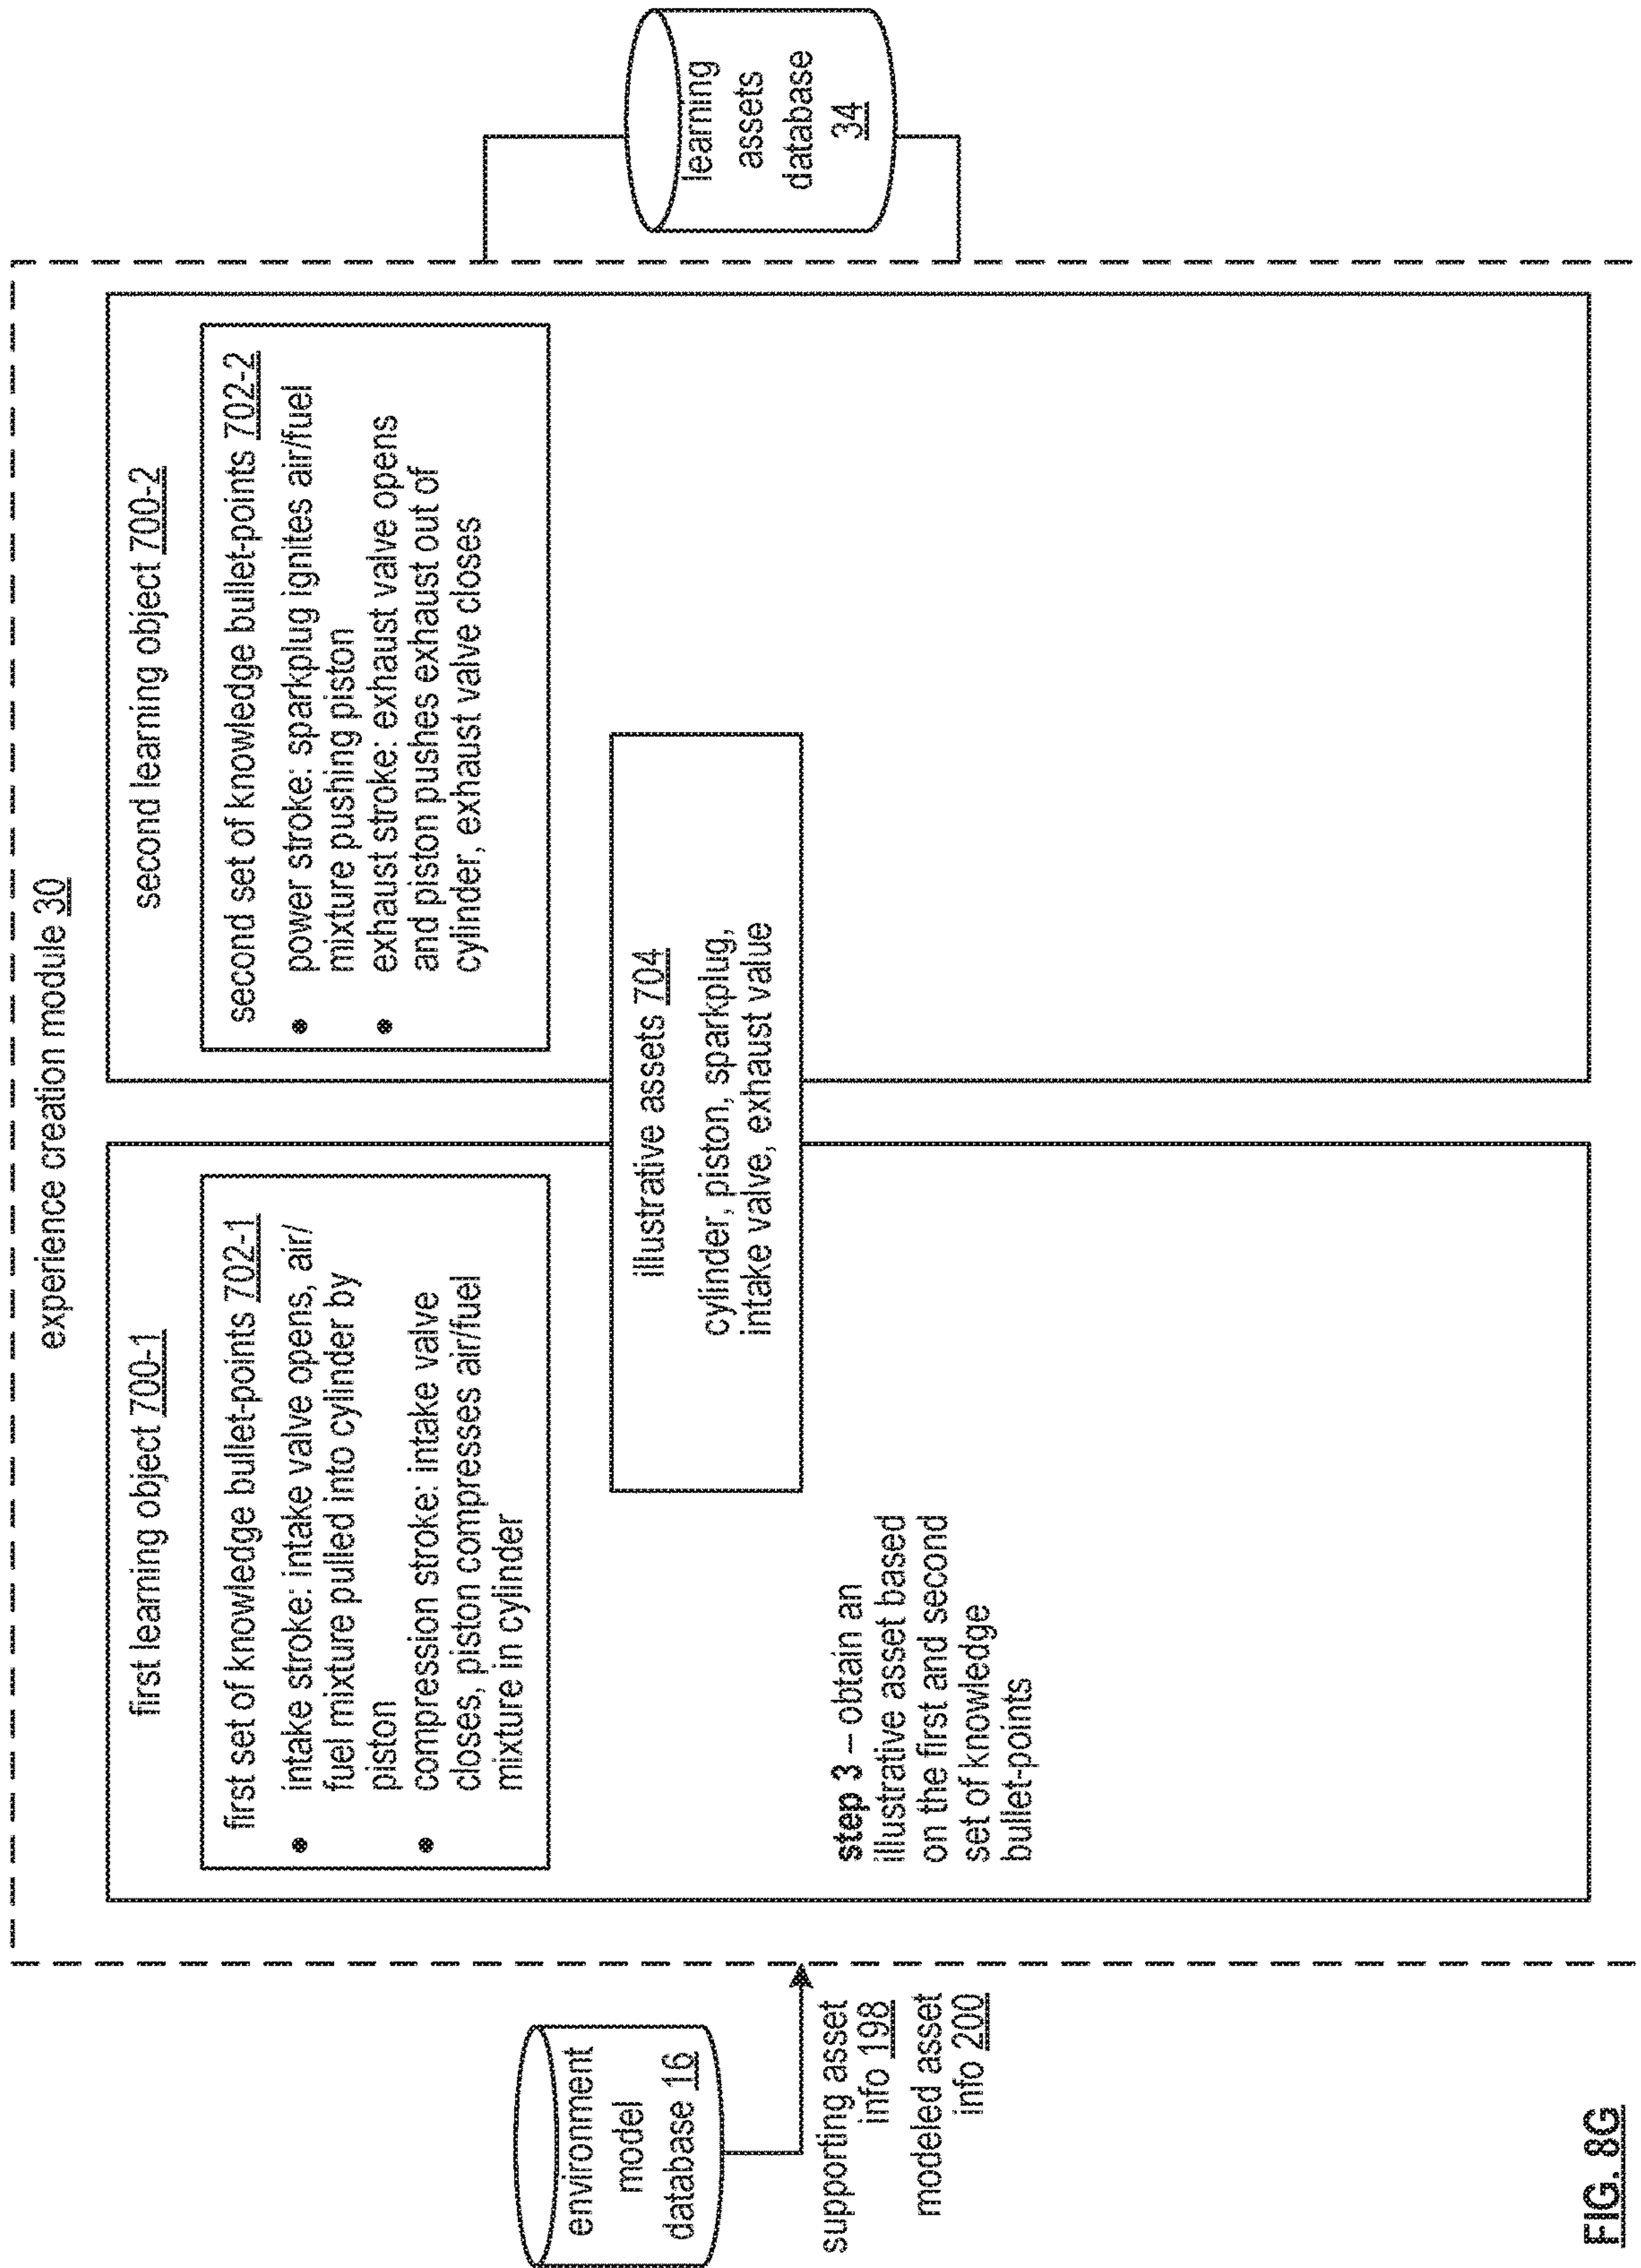 experience creation module 30
first learning object 700-1
first set of knowledge bullet-points 702-1
• intake stroke: intake valve opens, air/
fuel mixture pulled into cylinder by
piston
• compression stroke: intake valve
closes, piston compresses air/fuel
mixture in cylinder
second learning object 700-2
second set of knowledge bullet-points 702-2
• power stroke: sparkplug ignites air/fuel
mixture pushing piston
• exhaust stroke: exhaust valve opens
and piston pushes exhaust out of
cylinder, exhaust valve closes
illustrative assets 704
cylinder, piston, sparkplug,
intake valve, exhaust value
step 3 – obtain an
illustrative asset based
on the first and second
set of knowledge
bullet-points
environment
model
database 16
supporting asset
info 198
modeled asset
info 200
learning
assets
database
34
FIG. 8G